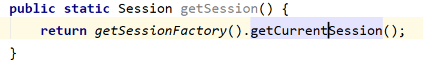 public static Session getSession() {
    return getSessionFactory().getCurrentSession();
}